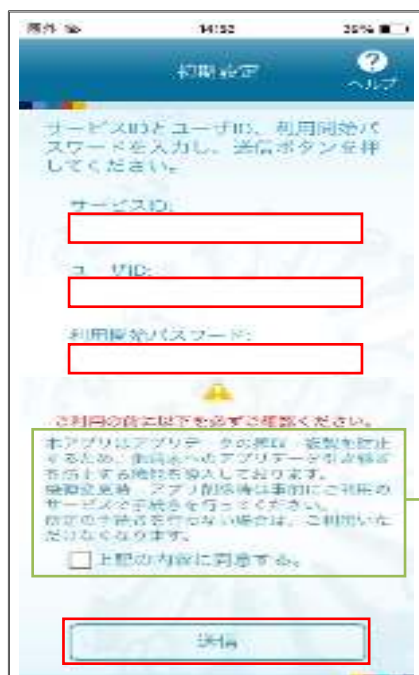 圏外 14:52 39%
初期設定
?
ヘルプ
サービスIDとユーザID、利用開始パ
スワードを入力し、送信ボタンを押
してください。
サービスID:
ユーザID:
利用開始パスワード:
ご利用の前に以下を必ずご確認ください。
本アプリはアプリデータの複製を防止
するため、他端末へのアプリデータ引き継ぎ
を防止する機能を導入しております。
機種変更時、アプリ削除時は事前にご利用の
サービスで手続きを行ってください。
の手続きを行わない場合は、ご利用いた
だけなくなります。
上記の内容に同意する。
送信